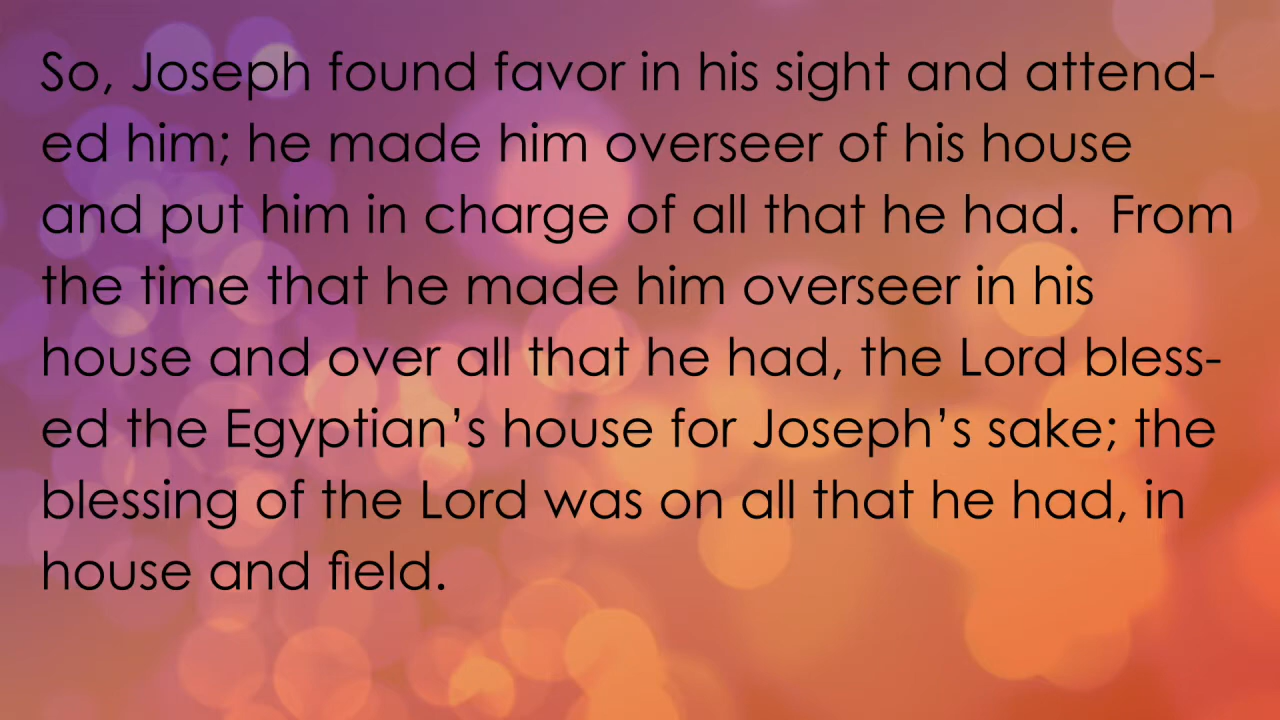 So, Joseph found favor in his sight and attend-
ed him; he made him overseer of his house
and put him in charge of all that he had.  From
the time that he made him overseer in his
house and over all that he had, the Lord bless-
ed the Egyptian’s house for Joseph’s sake; the
blessing of the Lord was on all that he had, in
house and field.